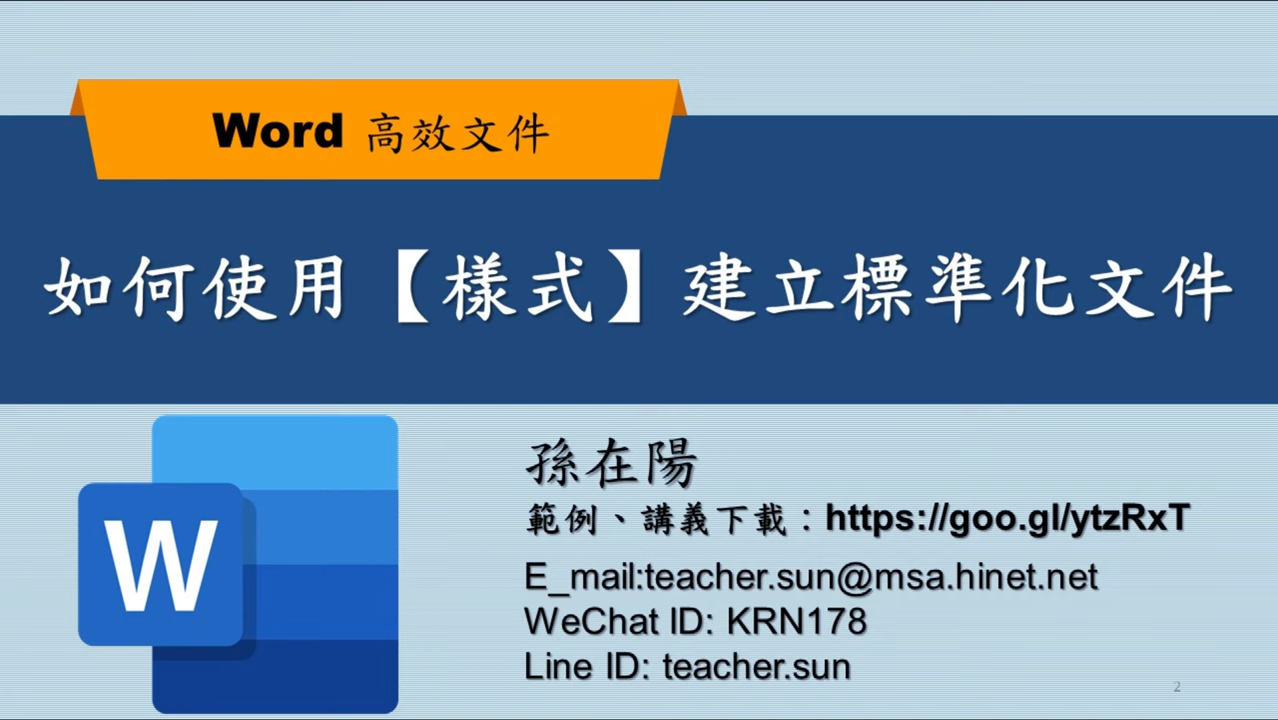 Word 高效文件
如何使用【樣式】建立標準化文件
孫在陽
範例、講義下載：https://goo.gl/ytzRxT
E_mail:teacher.sun@msa.hinet.net
WeChat ID: KRN178
Line ID: teacher.sun
W
2